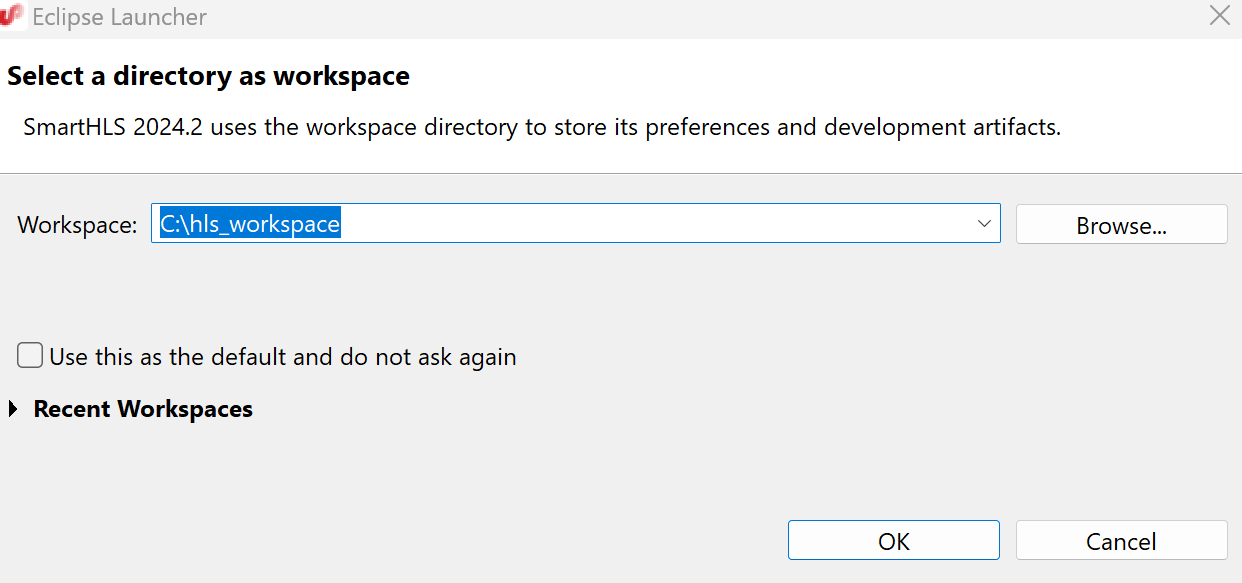 Eclipse Launcher
Select a directory as workspace
SmartHLS 2024.2 uses the workspace directory to store its preferences and development artifacts.
Workspace: C:\hls_workspace Browse...
Use this as the default and do not ask again
Recent Workspaces
OK Cancel